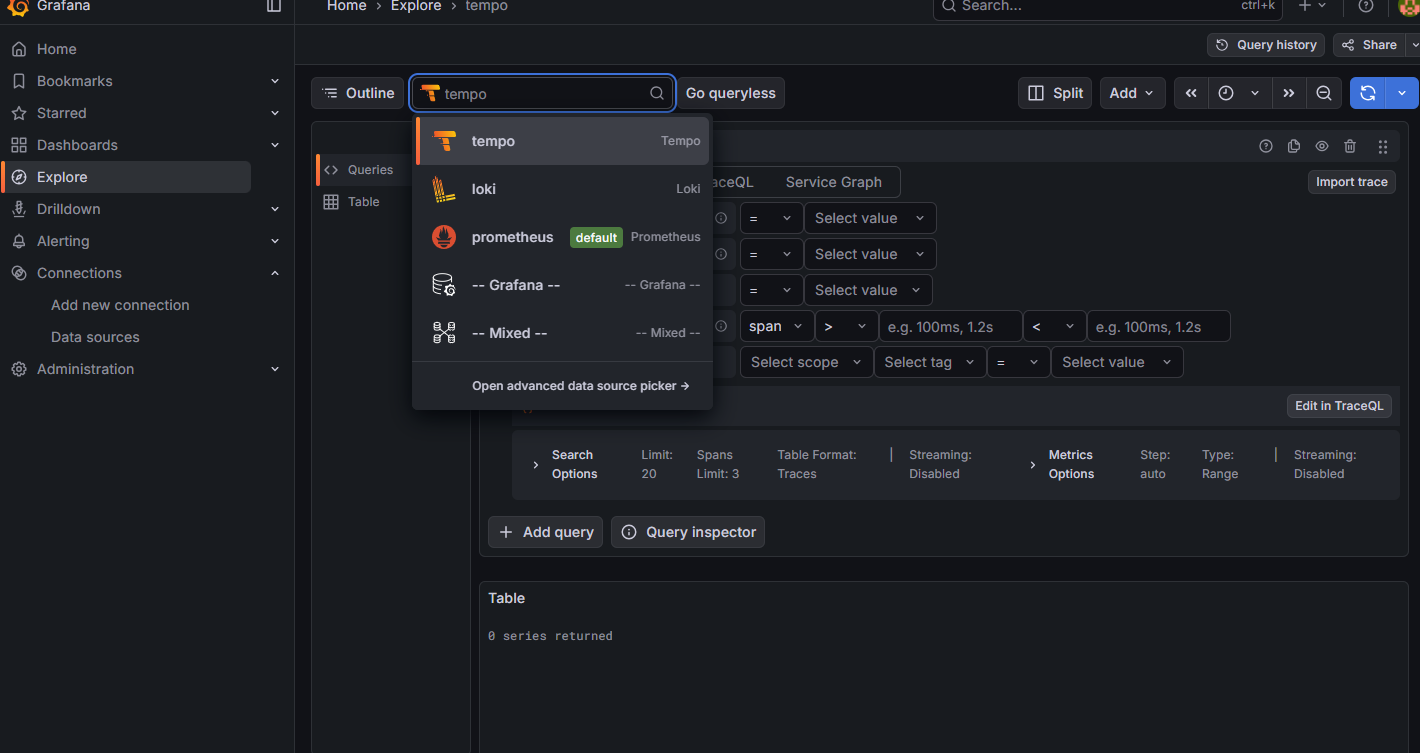 Grafana
Home › Explore › tempo
Search...
ctrl+k
Home
Bookmarks
Starred
Dashboards
Explore
Drilldown
Alerting
Connections
Add new connection
Data sources
Administration
Query history
Share
Outline
tempo
Go queryless
Split
Add
Queries
Table
tempo Tempo
loki Loki
prometheus default Prometheus
-- Grafana -- -- Grafana --
-- Mixed -- -- Mixed --
Open advanced data source picker →
Service Graph
Import trace
= Select value
= Select value
= Select value
span > e.g. 100ms, 1.2s < e.g. 100ms, 1.2s
Select scope Select tag = Select value
Edit in TraceQL
Search Options
Limit: 20
Spans Limit: 3
Table Format: Traces
|
Streaming: Disabled
Metrics Options
Step: auto
Type: Range
|
Streaming: Disabled
+ Add query
Query inspector
Table
0 series returned